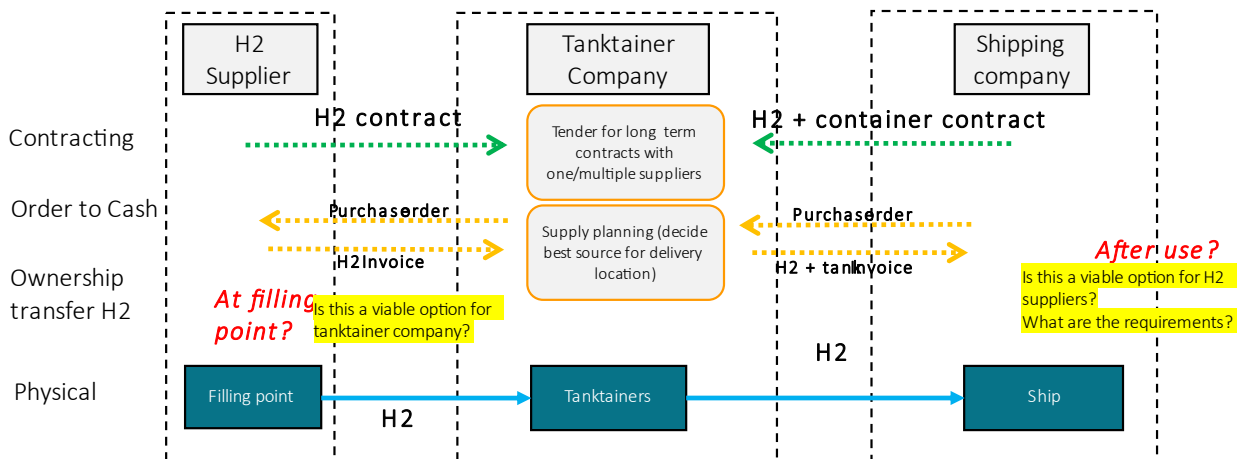 H2
Supplier
Tanktainer
Company
Shipping
company
Contracting
H2 contract
Tender for long term
contracts with
one/multiple suppliers
H2 + container contract
Order to Cash
Purchaseorder
H2Invoice
Supply planning (decide
best source for delivery
location)
Purchaseorder
H2 + tankInvoice
Ownership
transfer H2
At filling
point?
Is this a viable option for
tanktainer company?
After use?
Is this a viable option for H2
suppliers?
What are the requirements?
Physical
Filling point
H2
Tanktainers
H2
Ship